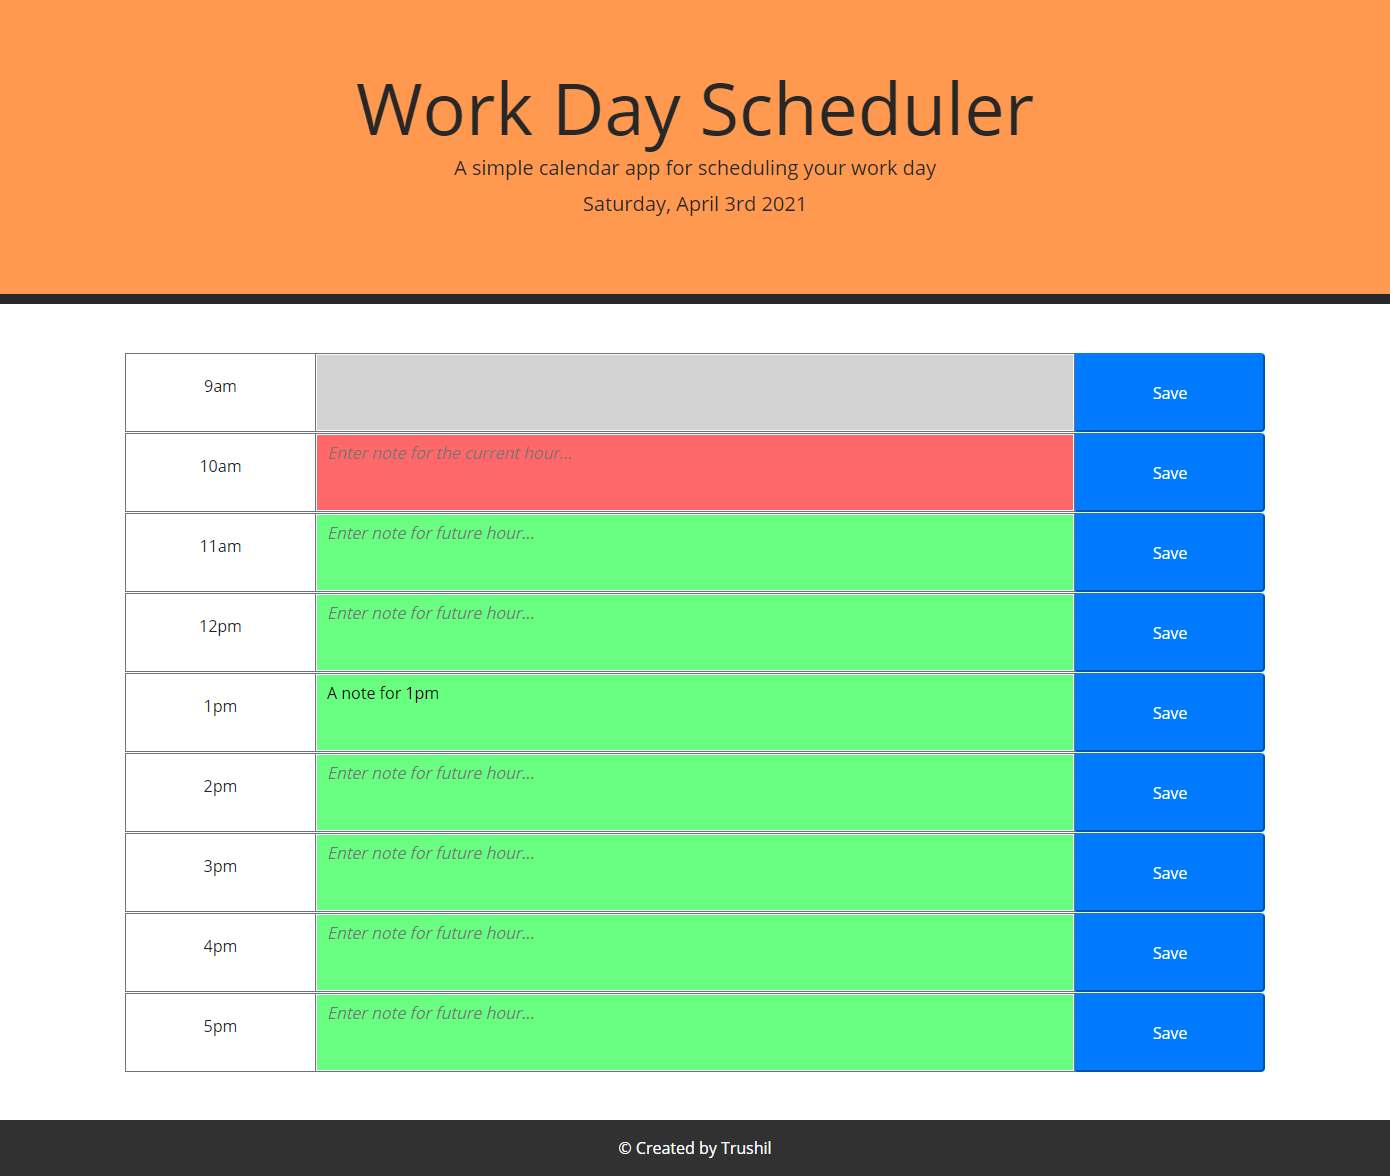 Work Day Scheduler
A simple calendar app for scheduling your work day
Saturday, April 3rd 2021
9am Save
10am Enter note for the current hour... Save
11am Enter note for future hour... Save
12pm Enter note for future hour... Save
1pm A note for 1pm Save
2pm Enter note for future hour... Save
3pm Enter note for future hour... Save
4pm Enter note for future hour... Save
5pm Enter note for future hour... Save
© Created by Trushil